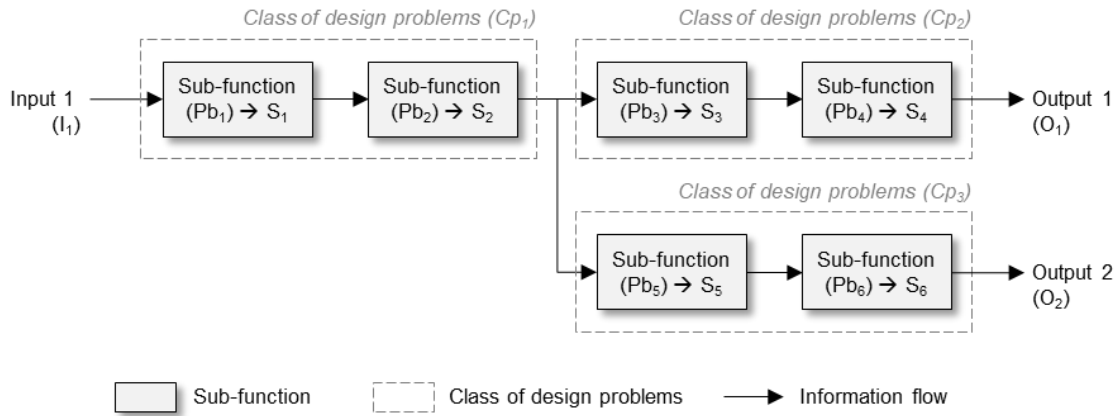 Class of design problems (Cp₁)
Class of design problems (Cp₂)
Input 1
(I₁)
Sub-function
(Pb₁) → S₁
Sub-function
(Pb₂) → S₂
Sub-function
(Pb₃) → S₃
Sub-function
(Pb₄) → S₄
Output 1
(O₁)
Class of design problems (Cp₃)
Sub-function
(Pb₅) → S₅
Sub-function
(Pb₆) → S₆
Output 2
(O₂)
Sub-function
Class of design problems
Information flow